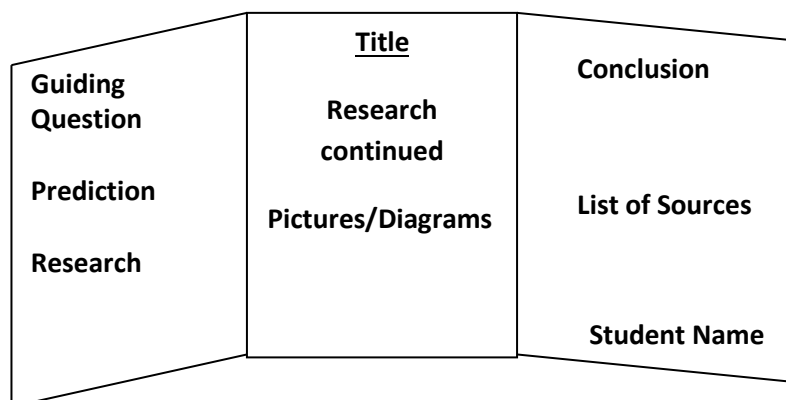 Guiding
Question
Prediction
Research
Title
Research
continued
Pictures/Diagrams
Conclusion
List of Sources
Student Name